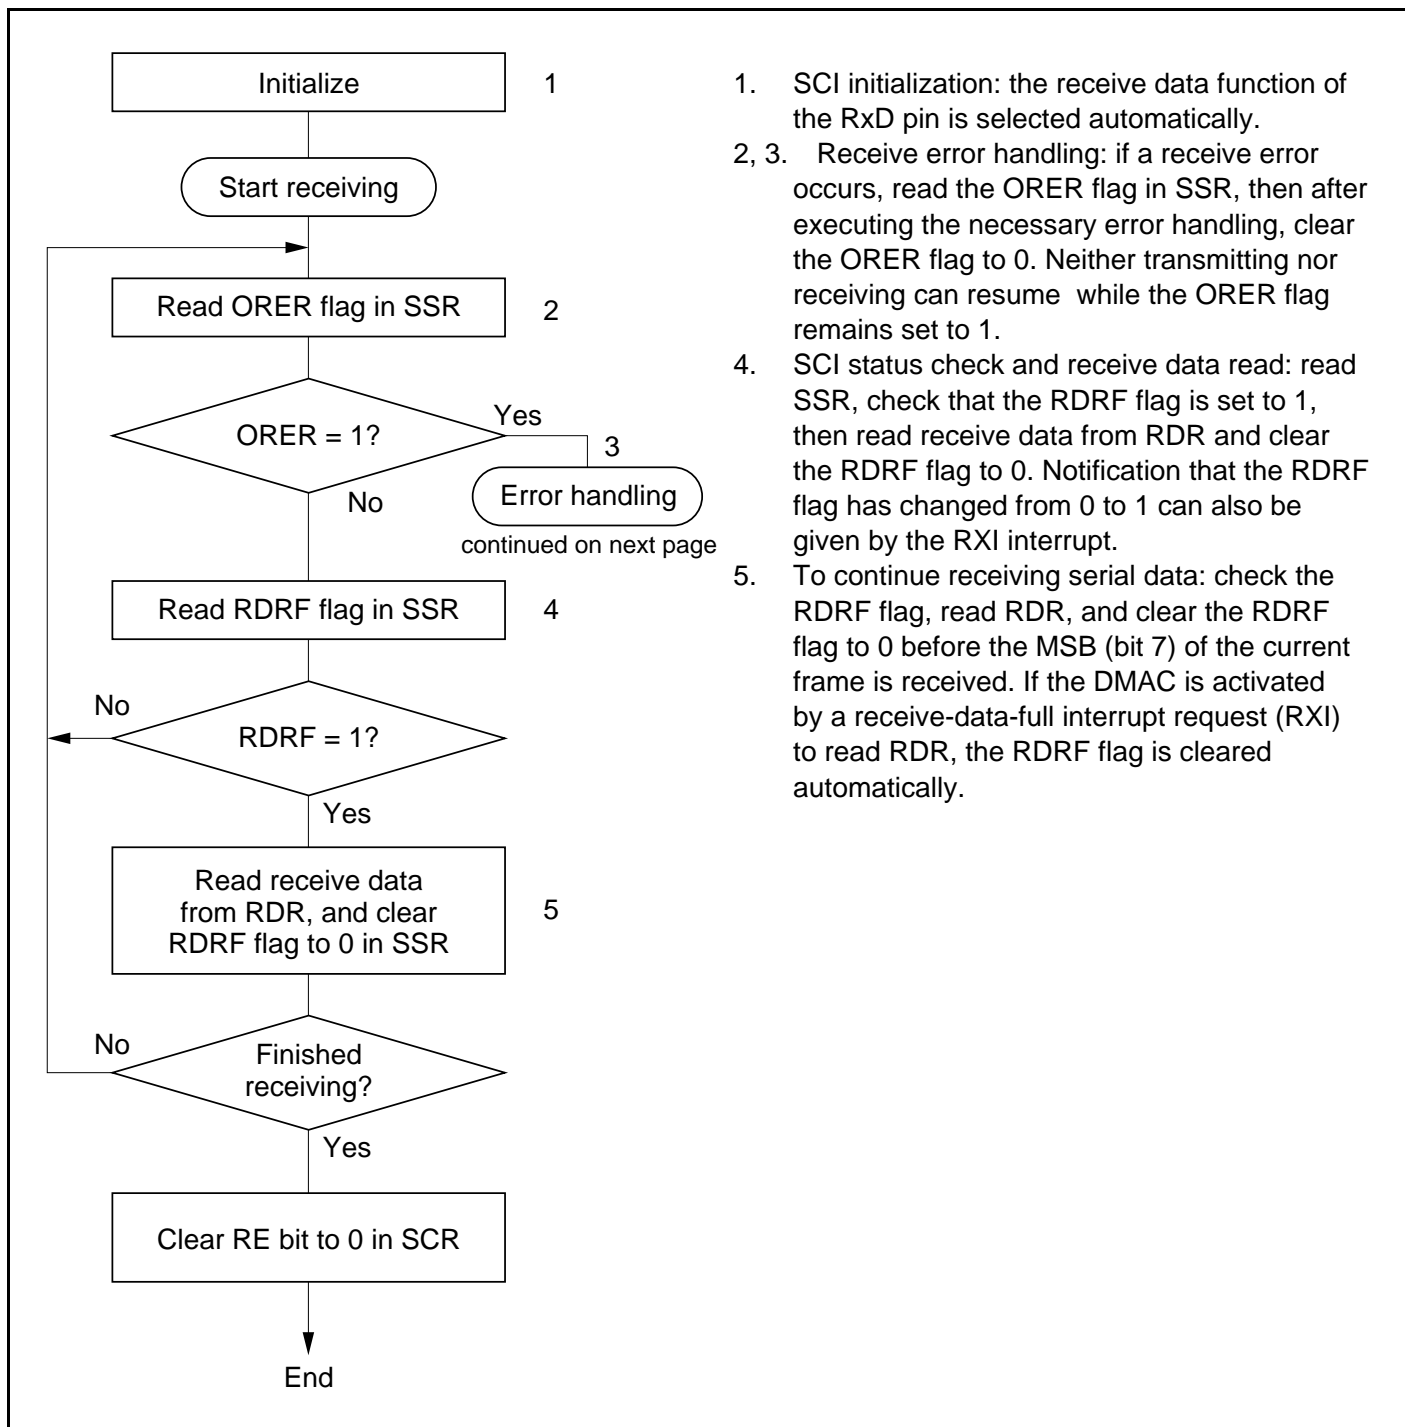 Initialize
1
Start receiving
Read ORER flag in SSR
2
ORER = 1?
Yes
3
No
Error handling
continued on next page
Read RDRF flag in SSR
4
No
RDRF = 1?
Yes
Read receive data
from RDR, and clear
RDRF flag to 0 in SSR
5
No
Finished
receiving?
Yes
Clear RE bit to 0 in SCR
End
1. SCI initialization: the receive data function of
the RxD pin is selected automatically.
2, 3. Receive error handling: if a receive error
occurs, read the ORER flag in SSR, then after
executing the necessary error handling, clear
the ORER flag to 0. Neither transmitting nor
receiving can resume while the ORER flag
remains set to 1.
4. SCI status check and receive data read: read
SSR, check that the RDRF flag is set to 1,
then read receive data from RDR and clear
the RDRF flag to 0. Notification that the RDRF
flag has changed from 0 to 1 can also be
given by the RXI interrupt.
5. To continue receiving serial data: check the
RDRF flag, read RDR, and clear the RDRF
flag to 0 before the MSB (bit 7) of the current
frame is received. If the DMAC is activated
by a receive-data-full interrupt request (RXI)
to read RDR, the RDRF flag is cleared
automatically.